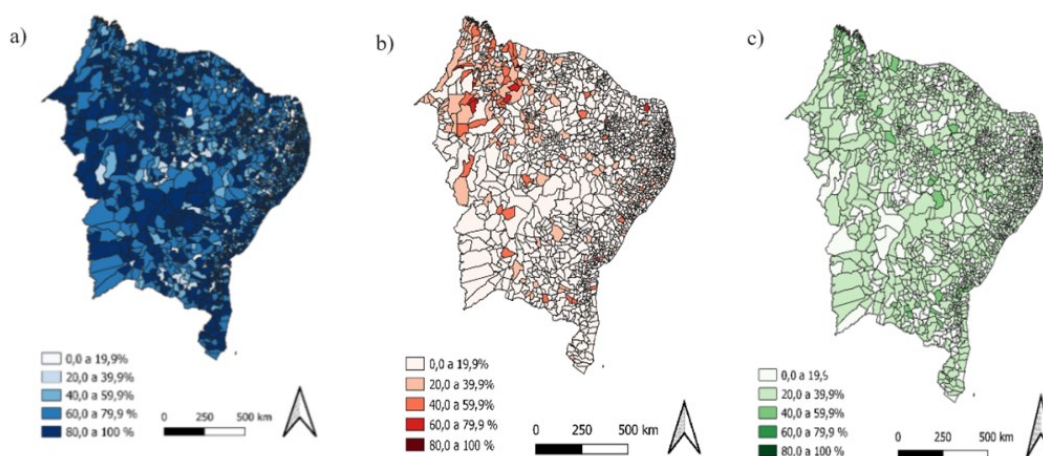 a)
0,0 a 19,9%
20,0 a 39,9%
40,0 a 59,9%
60,0 a 79,9 %
80,0 a 100 %
0 250 500 km
b)
0,0 a 19,9%
20,0 a 39,9%
40,0 a 59,9%
60,0 a 79,9 %
80,0 a 100 %
0 250 500 km
c)
0,0 a 19,5
20,0 a 39,9%
40,0 a 59,9%
60,0 a 79,9 %
80,0 a 100 %
0 250 500 km